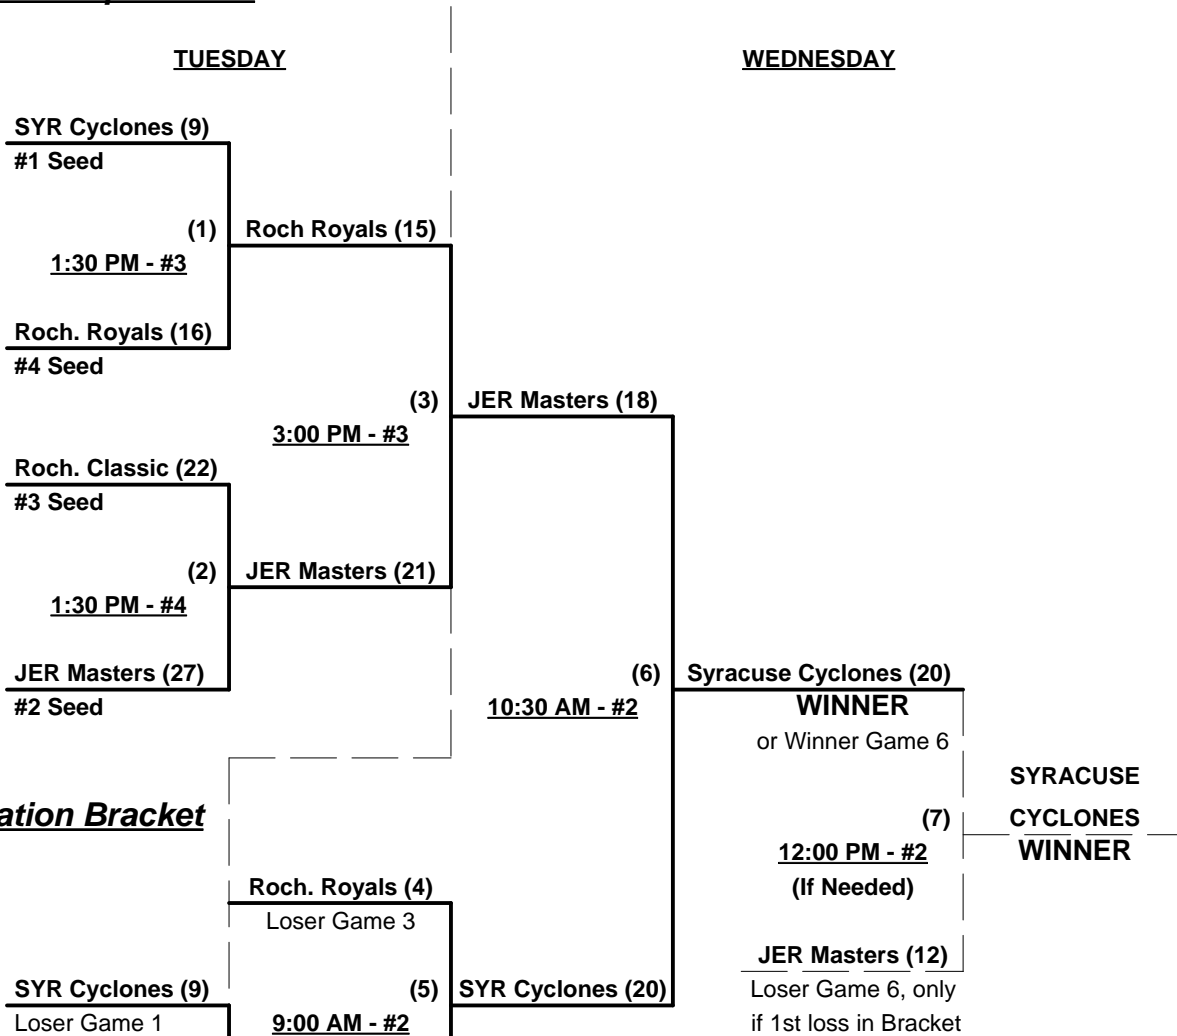 TUESDAY
WEDNESDAY
SYR Cyclones (9)
#1 Seed
(1)
Roch Royals (15)
1:30 PM - #3
Roch. Royals (16)
#4 Seed
(3)
JER Masters (18)
3:00 PM - #3
Roch. Classic (22)
#3 Seed
(2)
JER Masters (21)
1:30 PM - #4
JER Masters (27)
#2 Seed
(6)
Syracuse Cyclones (20)
10:30 AM - #2
WINNER
or Winner Game 6
SYRACUSE
ation Bracket
(7)
CYCLONES
12:00 PM - #2
WINNER
(If Needed)
Roch. Royals (4)
Loser Game 3
JER Masters (12)
SYR Cyclones (9)
(5)
SYR Cyclones (20)
Loser Game 6, only
Loser Game 1
9:00 AM - #2
if 1st loss in Bracket